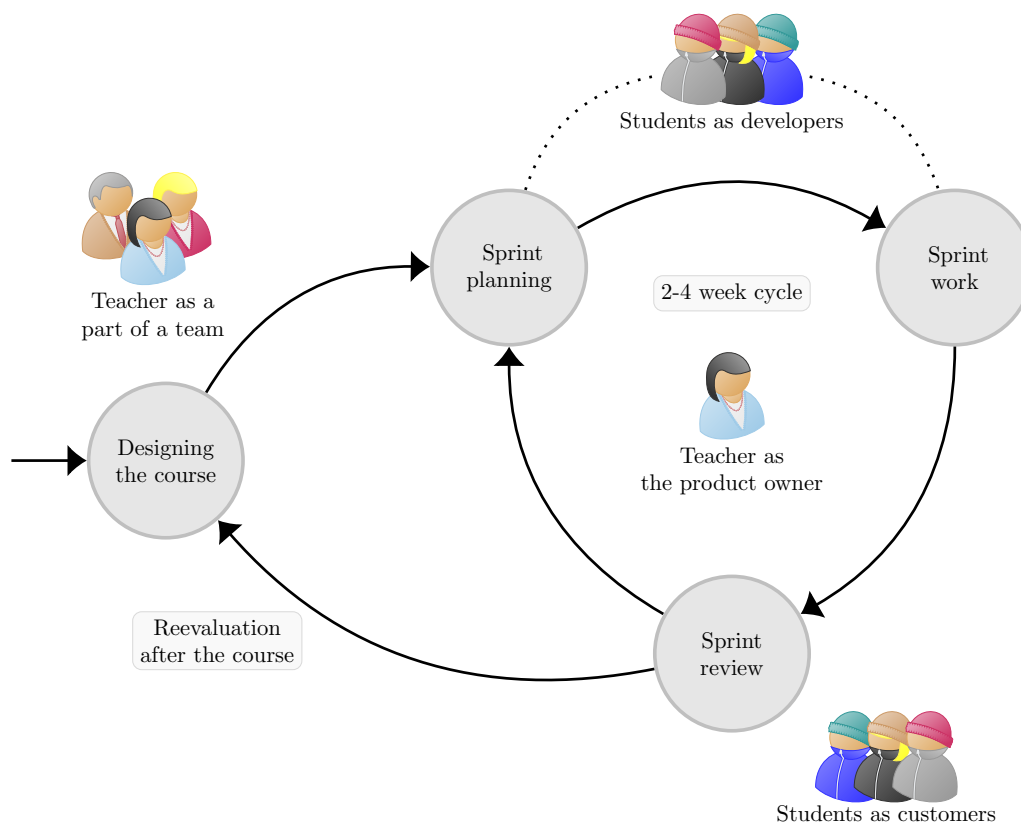 Students as developers
Sprint
planning
Sprint
work
2-4 week cycle
Teacher as a
part of a team
Teacher as
the product owner
Designing
the course
Reevaluation
after the course
Sprint
review
Students as customers